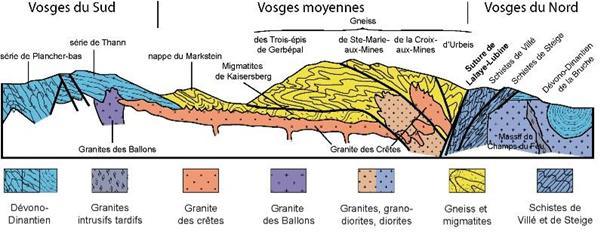 Vosges du Sud
Vosges moyennes
Vosges du Nord
Gneiss
des Trois-épis
de Gerbépal
de Ste-Marie-
aux-Mines
de la Croix-
aux-Mines
d'Urbeis
série de Plancher-bas
série de Thann
nappe du Markstein
Migmatites
de Kaisersberg
Suture de
Lalaye-Lubine
Schistes de Villé
Schistes de Steige
Dévono-Dinantien
de la Bruche
Granites des Ballons
Granite des Crêtes
Massif de
Champs du Feu
Dévono-
Dinantien
Granites
intrusifs tardifs
Granite
des crêtes
Granite
des Ballons
Granites, grano-
diorites, diorites
Gneiss et
migmatites
Schistes de
Villé et de Steige